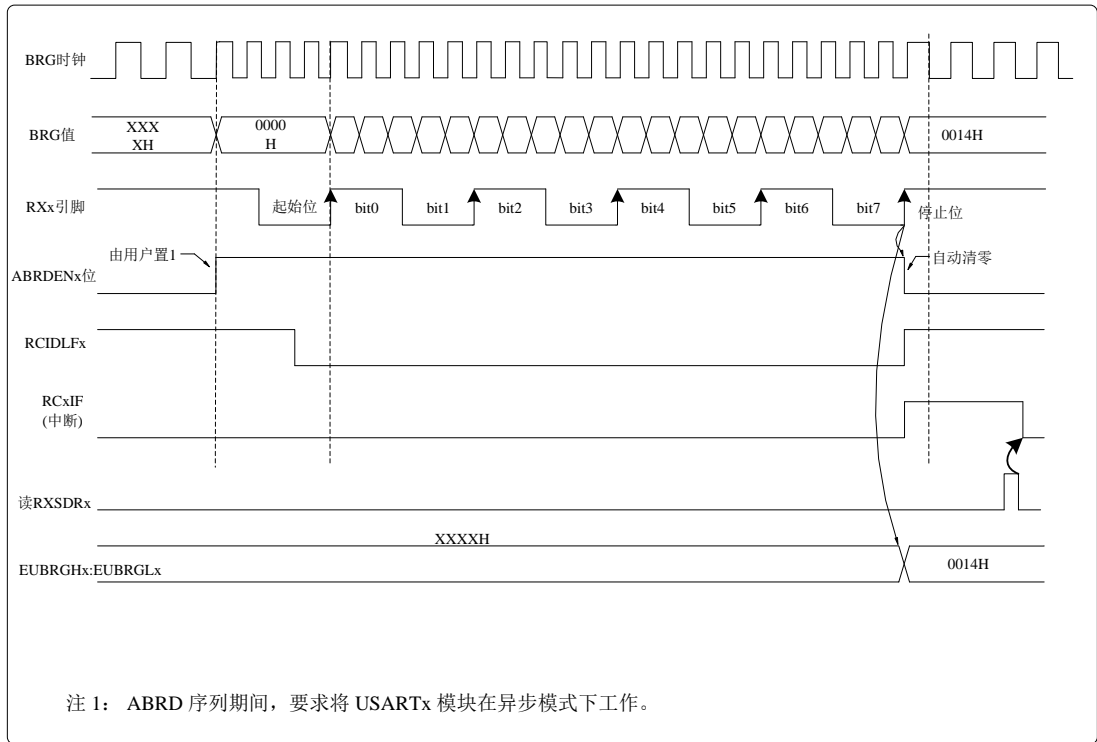 BRG时钟
BRG值
XXX
XH
0000
H
0014H
RXx引脚
起始位
bit0
bit1
bit2
bit3
bit4
bit5
bit6
bit7
停止位
由用户置1
自动清零
ABRDENx位
RCIDLFx
RCxIF
(中断)
读RXSDRx
XXXXH
EUBRGHx:EUBRGLx
0014H
注 1： ABRD 序列期间，要求将 USARTx 模块在异步模式下工作。